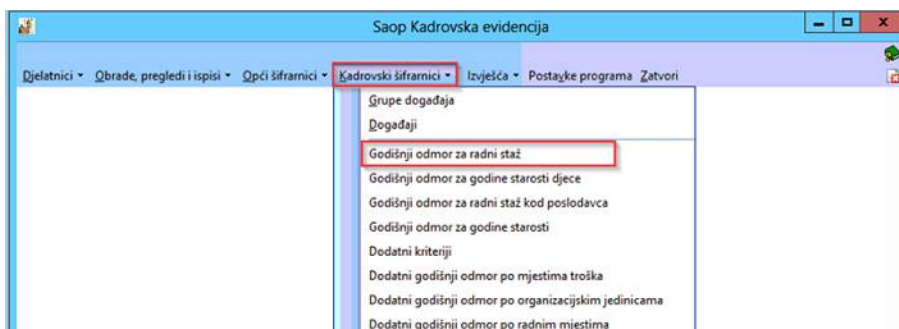 Saop Kadrovska evidencija
Djelatnici Obrade, pregledi i ispisi Opći šifrarnici Kadrovski šifrarnici Izvješća Postavke programa Zatvori
Grupe događaja
Događaji
Godišnji odmor za radni staž
Godišnji odmor za godine starosti djece
Godišnji odmor za radni staž kod poslodavca
Godišnji odmor za godine starosti
Dodatni kriteriji
Dodatni godišnji odmor po mjestima troška
Dodatni godišnji odmor po organizacijskim jedinicama
Dodatni godišnji odmor po radnim mjestima